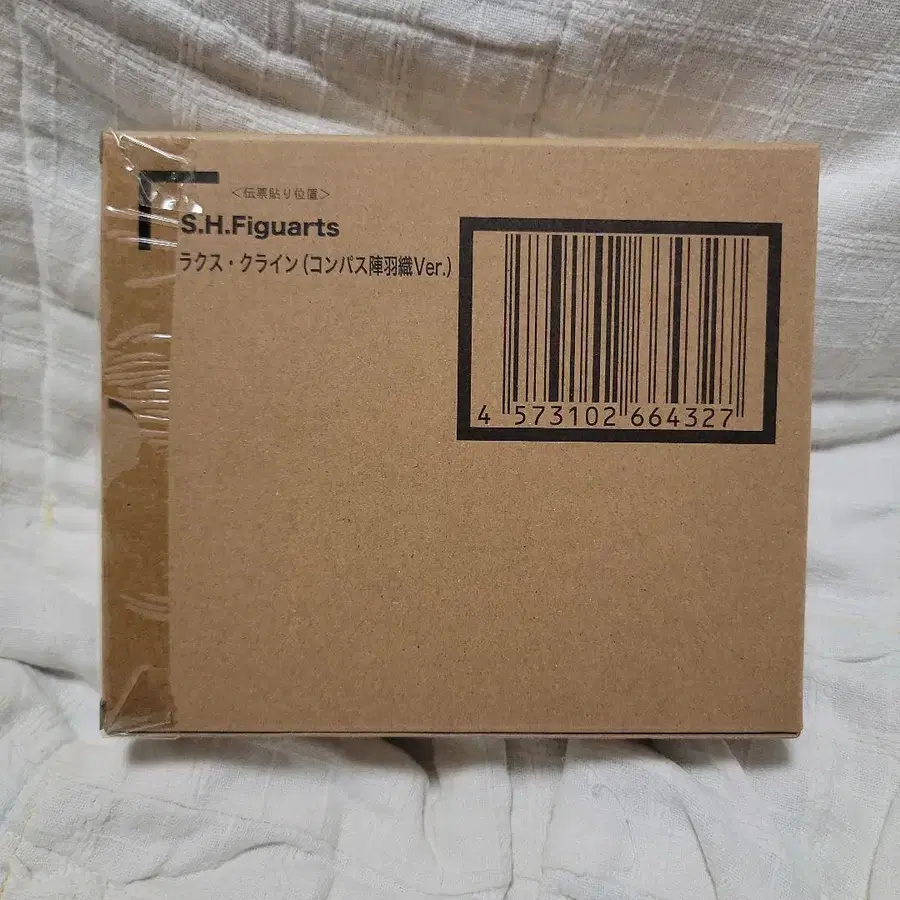 <伝票貼り位置>
S.H.Figuarts
ラクス・クライン(コンパス陣羽織Ver.)
4 573102 664327